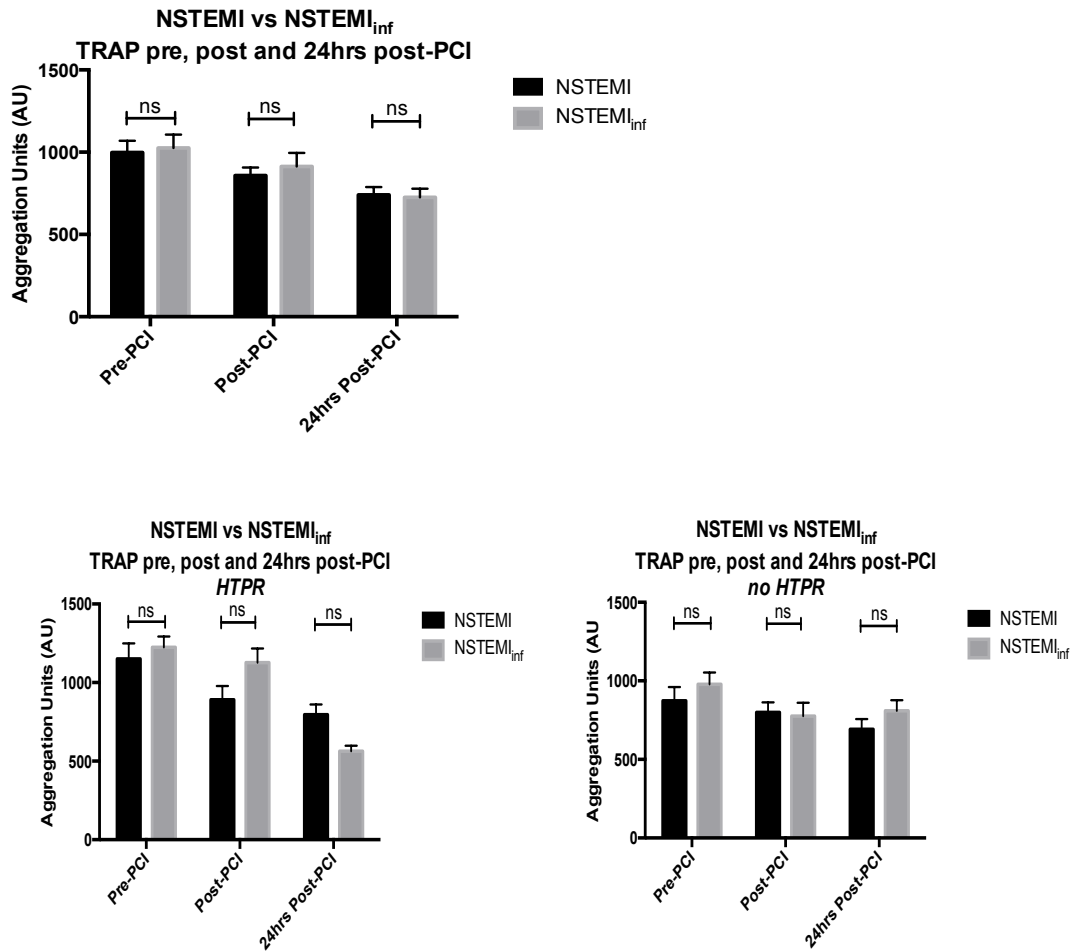 NSTEMI vs NSTEMIinf
TRAP pre, post and 24hrs post-PCI
Aggregation Units (AU)
1500
1000
500
0
ns
ns
ns
Pre-PCI
Post-PCI
24hrs Post-PCI
NSTEMI
NSTEMIinf
NSTEMI vs NSTEMIinf
TRAP pre, post and 24hrs post-PCI
HTPR
Aggregation Units (AU)
1500
1000
500
0
ns
ns
ns
Pre-PCI
Post-PCI
24hrs Post-PCI
NSTEMI
NSTEMIinf
NSTEMI vs NSTEMIinf
TRAP pre, post and 24hrs post-PCI
no HTPR
Aggregation Units (AU
1500
1000
500
0
ns
ns
ns
Pre-PCI
Post-PCI
24hrs Post-PCI
NSTEMI
NSTEMIinf